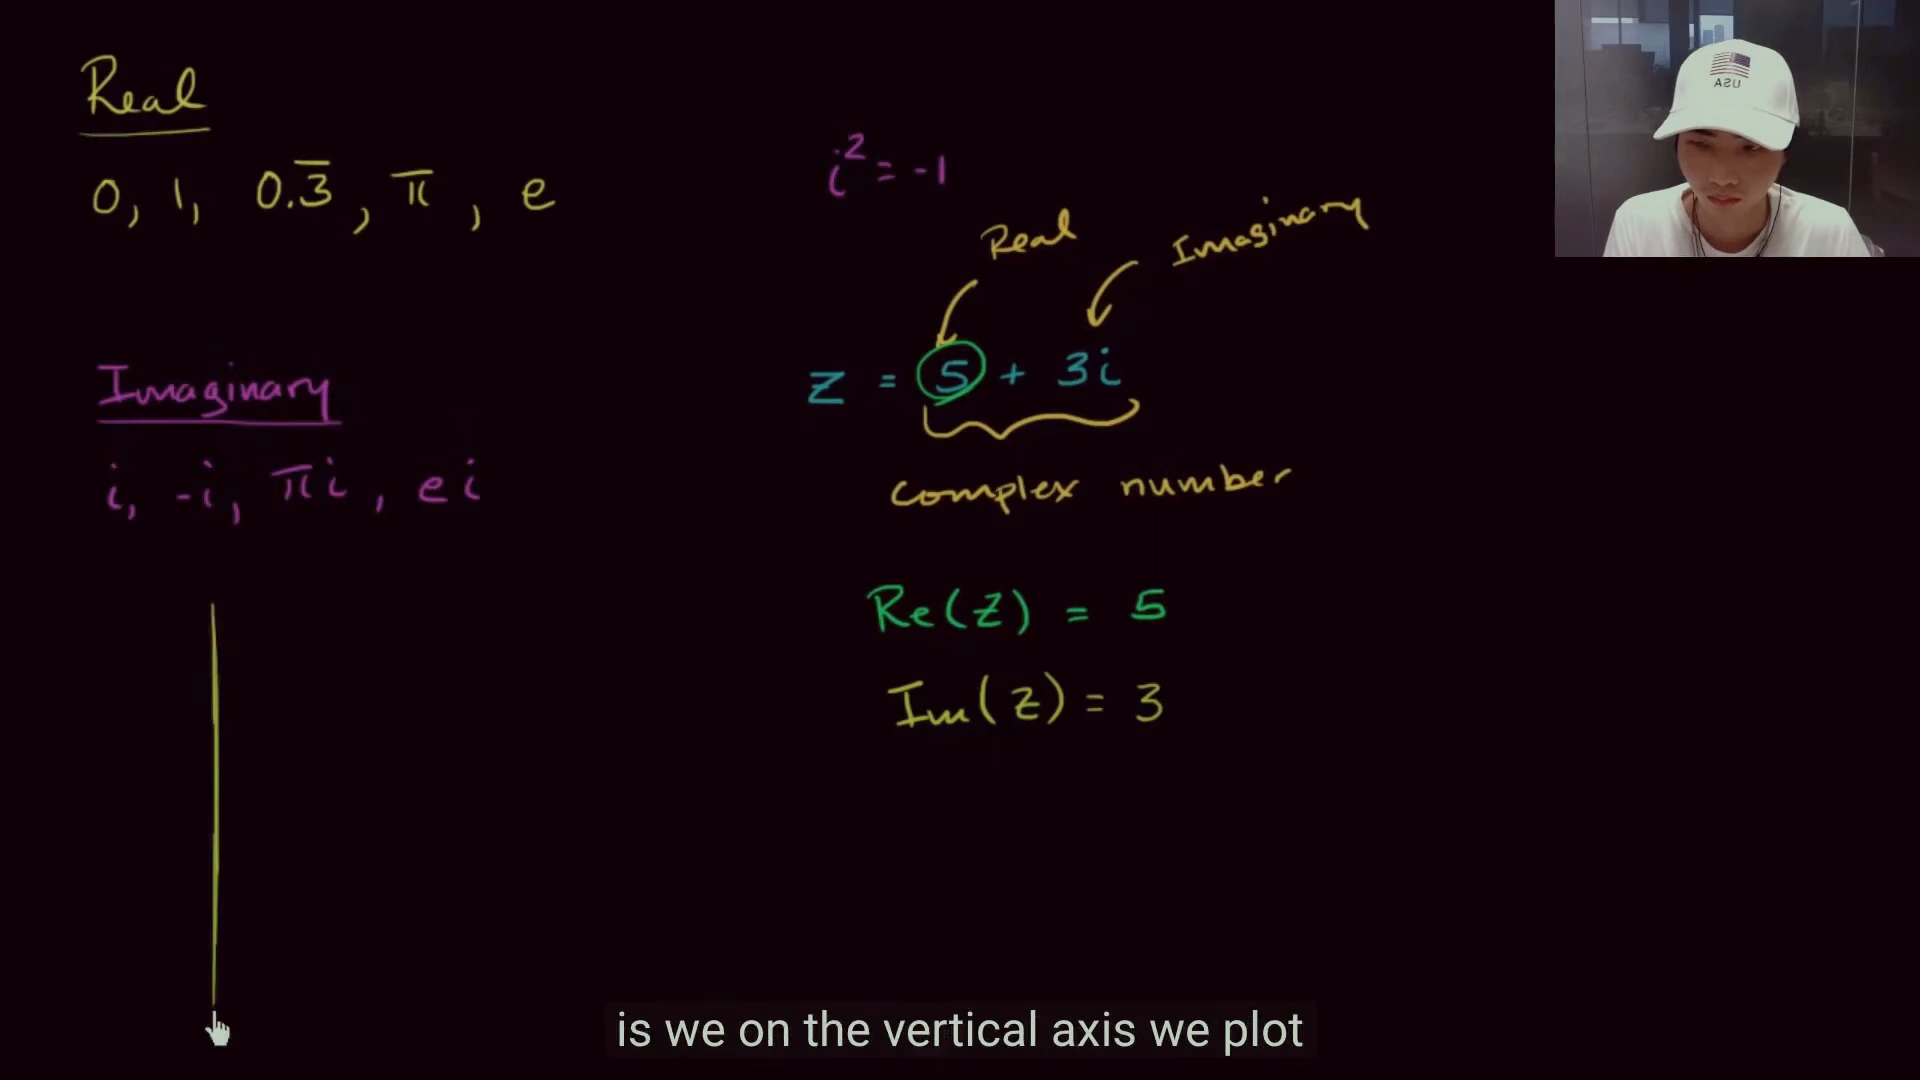 Real
0, 1, 0.3̅, π, e
Imaginary
i, -i, πi, ei
i² = -1
Real
Imaginary
z = 5 + 3i
complex number
Re(z) = 5
Im(z) = 3
USA
is we on the vertical axis we plot